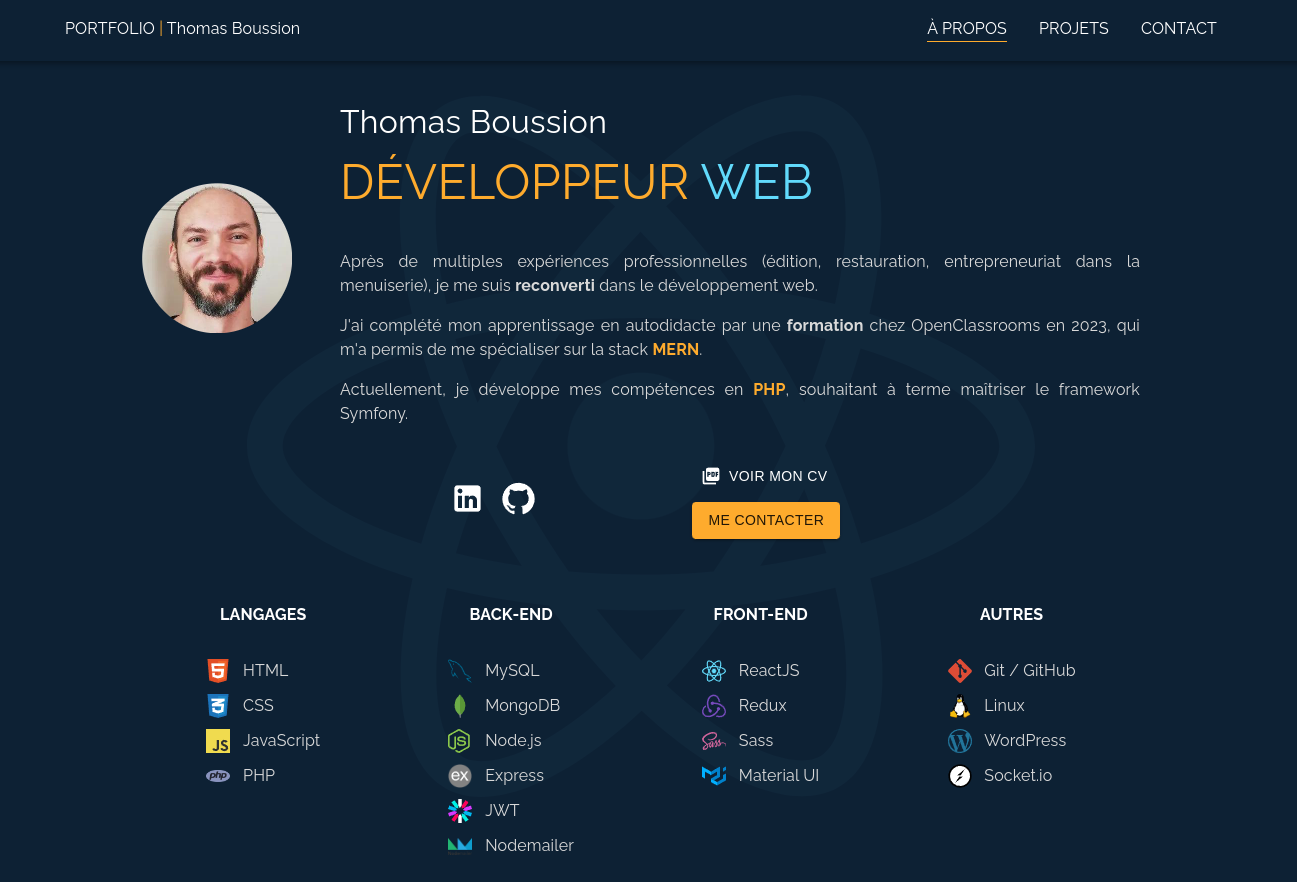 PORTFOLIO | Thomas Boussion
À PROPOS PROJETS CONTACT
Thomas Boussion
DÉVELOPPEUR WEB
Après de multiples expériences professionnelles (édition, restauration, entrepreneuriat dans la
menuiserie), je me suis reconverti dans le développement web.
J'ai complété mon apprentissage en autodidacte par une formation chez OpenClassrooms en 2023, qui
m'a permis de me spécialiser sur la stack MERN.
Actuellement, je développe mes compétences en PHP, souhaitant à terme maîtriser le framework
Symfony.
in
PDF VOIR MON CV
ME CONTACTER
LANGAGES
5 HTML
3 CSS
JS JavaScript
php PHP
BACK-END
MySQL
MongoDB
JS Node.js
ex Express
JWT
Nodemailer
FRONT-END
ReactJS
Redux
Sass Sass
Material UI
AUTRES
Git / GitHub
Linux
W WordPress
Socket.io